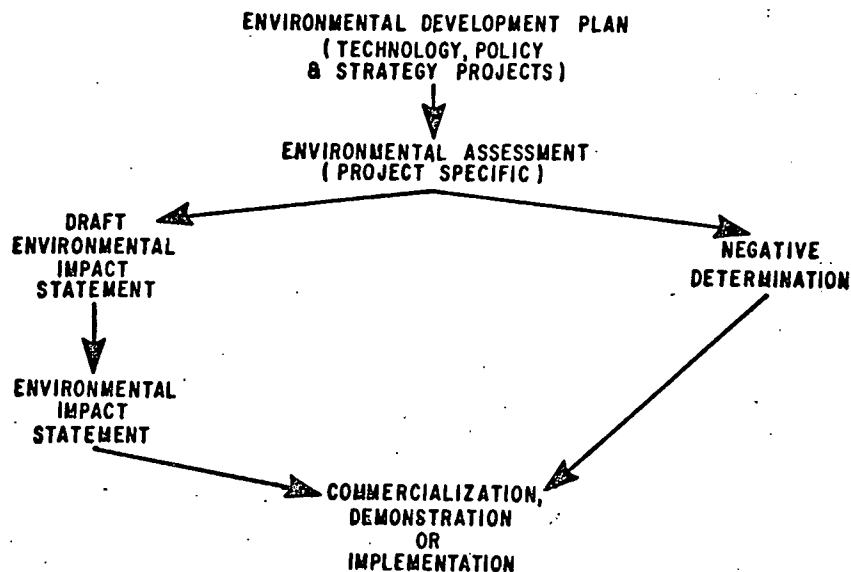 ENVIRONMENTAL DEVELOPMENT PLAN
(TECHNOLOGY, POLICY
& STRATEGY PROJECTS)
ENVIRONMENTAL ASSESSMENT
(PROJECT SPECIFIC)
DRAFT
ENVIRONMENTAL
IMPACT
STATEMENT
NEGATIVE
DETERMINATION
ENVIRONMENTAL
IMPACT
STATEMENT
COMMERCIALIZATION,
DEMONSTRATION
OR
IMPLEMENTATION